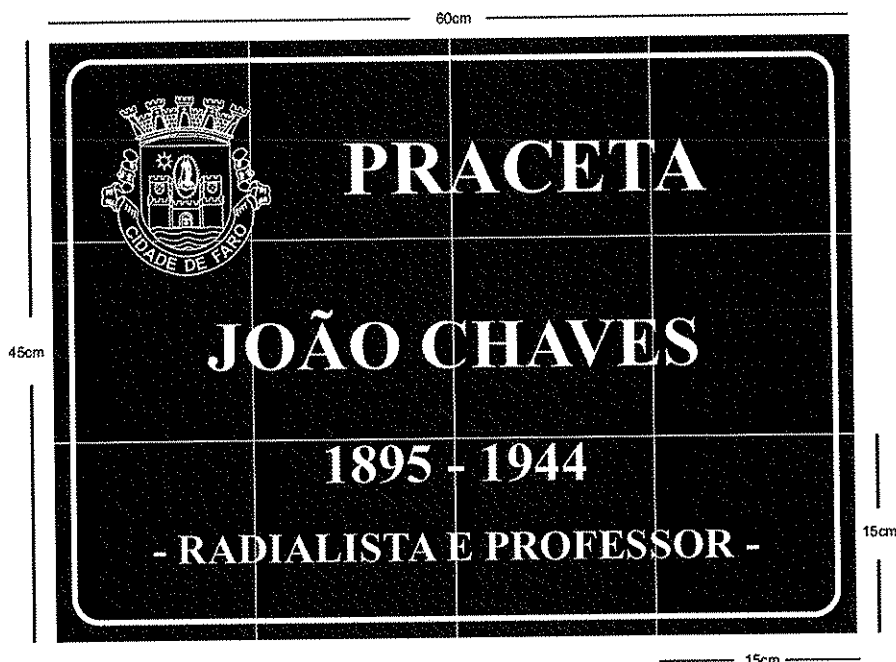 60cm
PRACETA
CIDADE DE FARO
JOÃO CHAVES
45cm
1895 - 1944
- RADIALISTA E PROFESSOR -
15cm
15cm